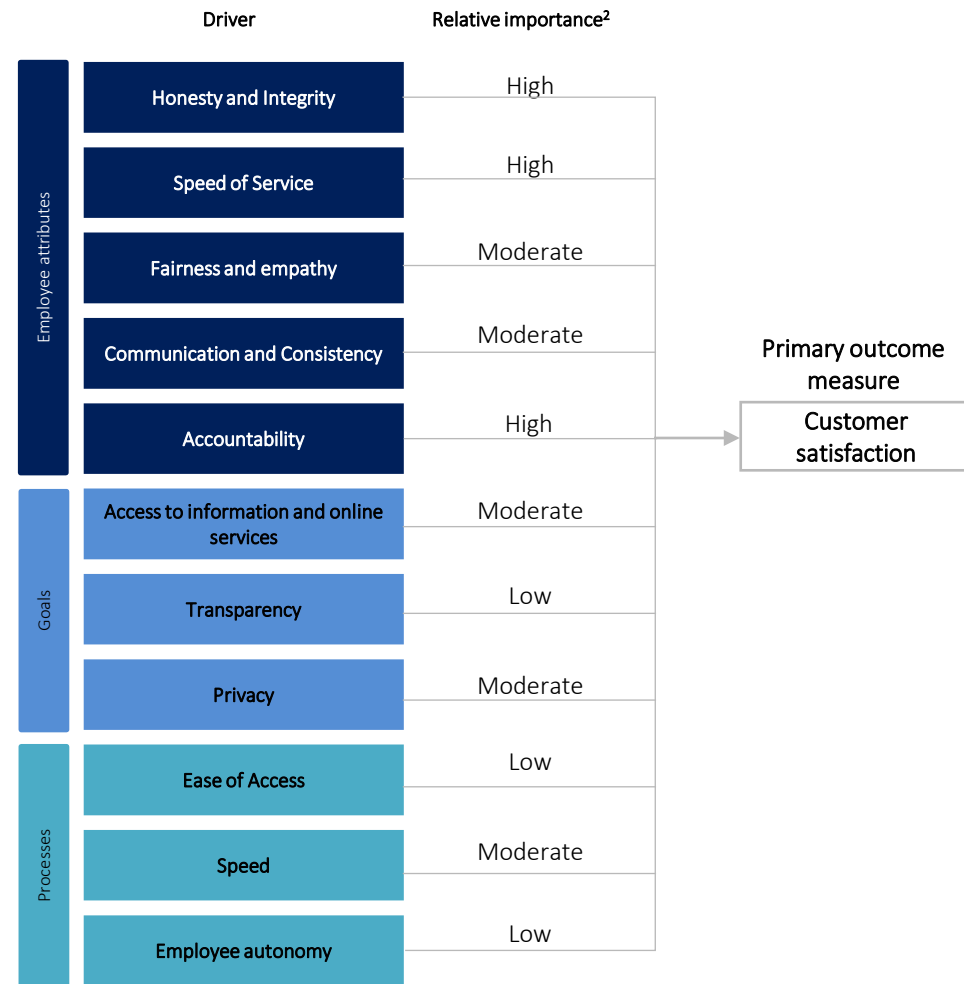 Driver
Relative importance²
Employee attributes
Honesty and Integrity
High
Speed of Service
High
Fairness and empathy
Moderate
Communication and Consistency
Moderate
Accountability
High
Primary outcome
measure
Customer
satisfaction
Goals
Access to information and online
services
Moderate
Transparency
Low
Privacy
Moderate
Processes
Ease of Access
Low
Speed
Moderate
Employee autonomy
Low